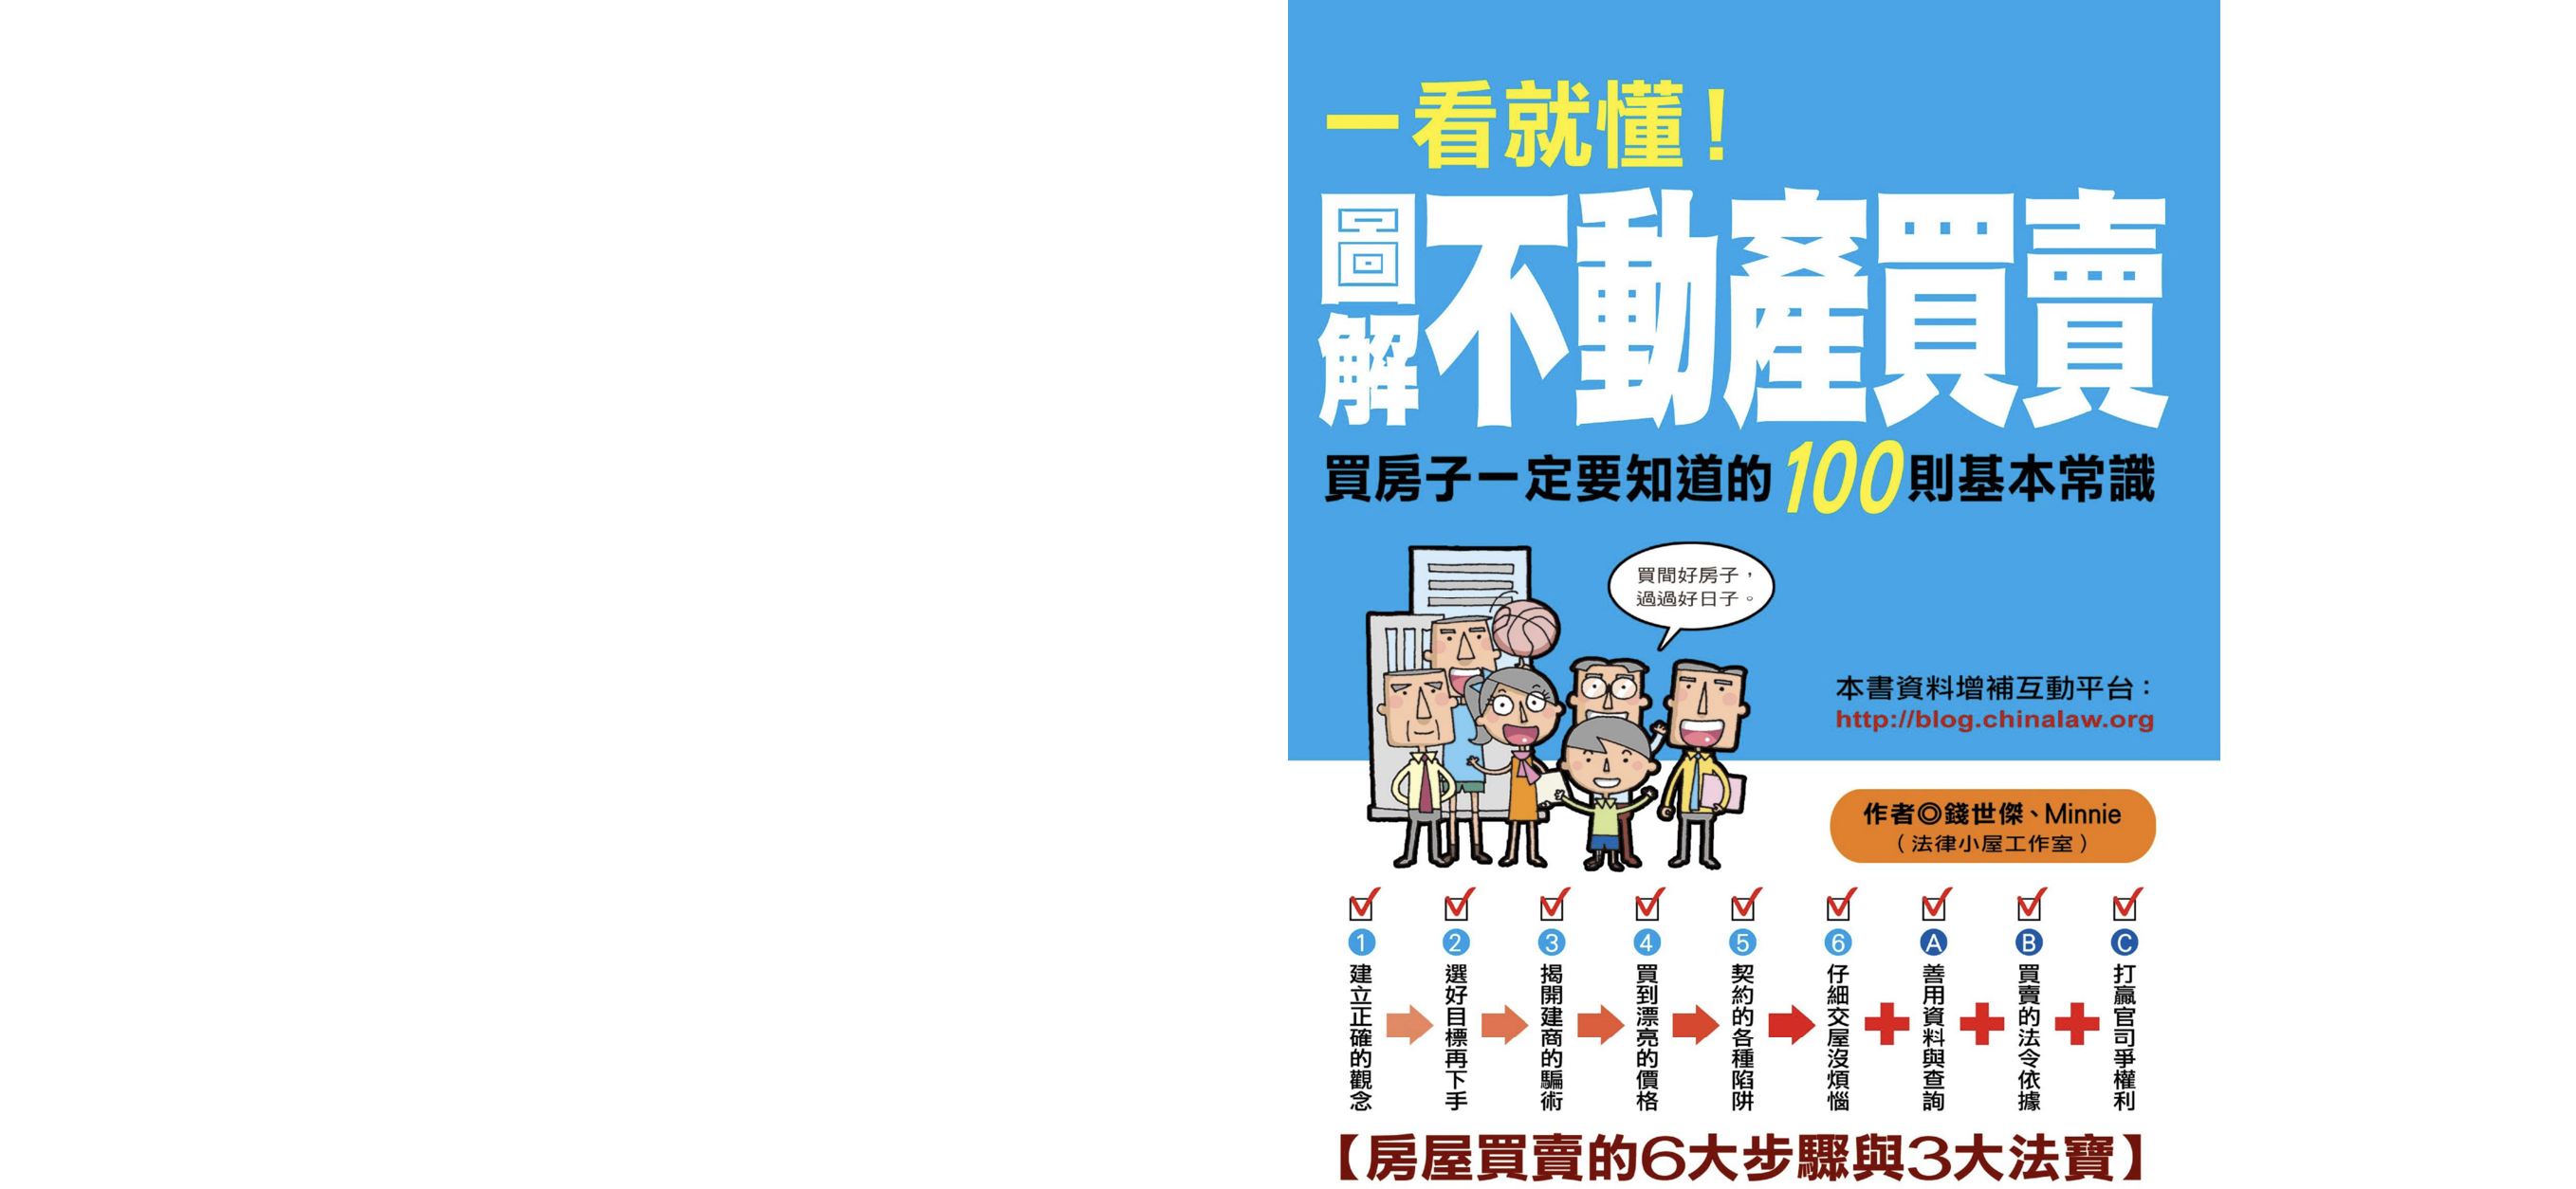 一看就懂！
圖解不動產買賣
買房子一定要知道的100則基本常識
買間好房子，
過過好日子。
本書資料增補互動平台：
http://blog.chinalaw.org
作者◎錢世傑、Minnie
（法律小屋工作室）
1 建立正確的觀念
2 選好目標再下手
3 揭開建商的騙術
4 買到漂亮的價格
5 契約的各種陷阱
6 仔細交屋沒煩惱
A 善用資料與查詢
B 買賣的法令依據
C 打贏官司爭權利
【房屋買賣的6大步驟與3大法寶】